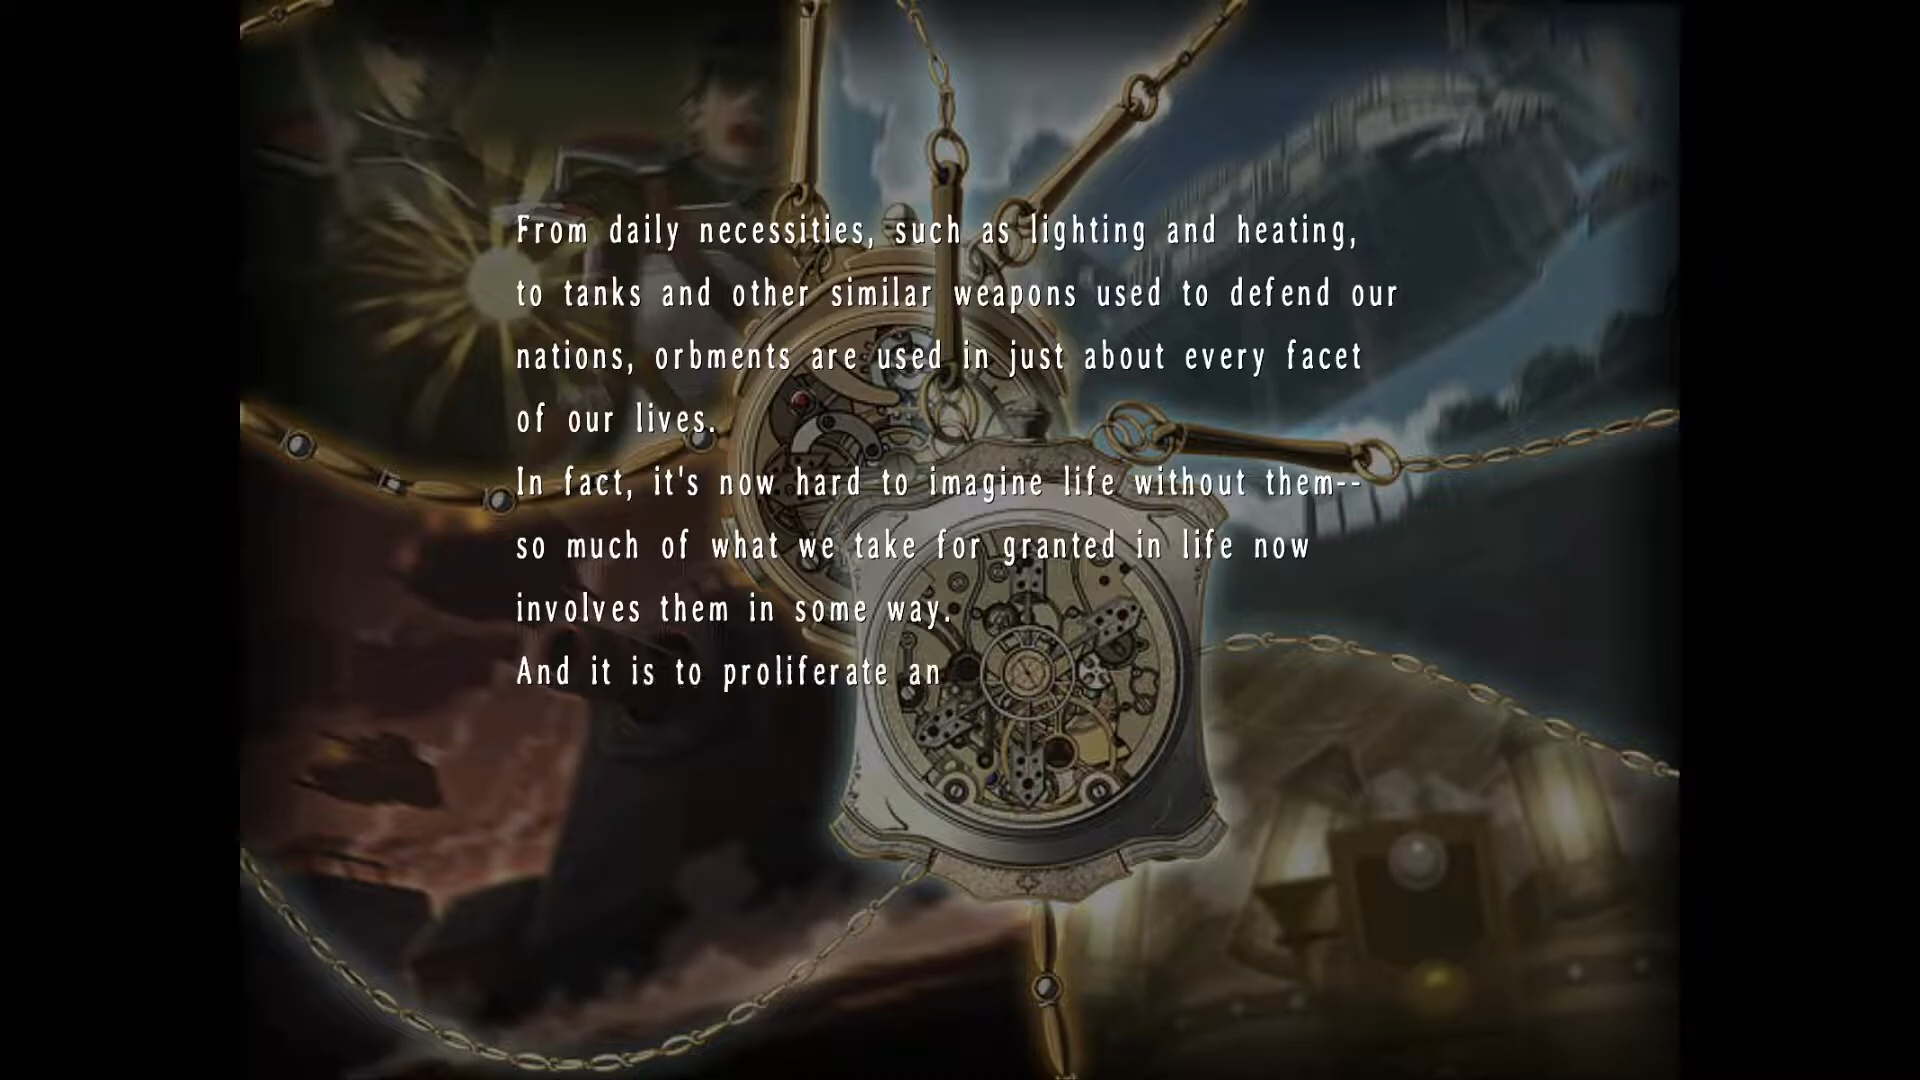 From daily necessities, such as lighting and heating,
to tanks and other similar weapons used to defend our
nations, orbments are used in just about every facet
of our lives.
In fact, it's now hard to imagine life without them--
so much of what we take for granted in life now
involves them in some way.
And it is to proliferate an